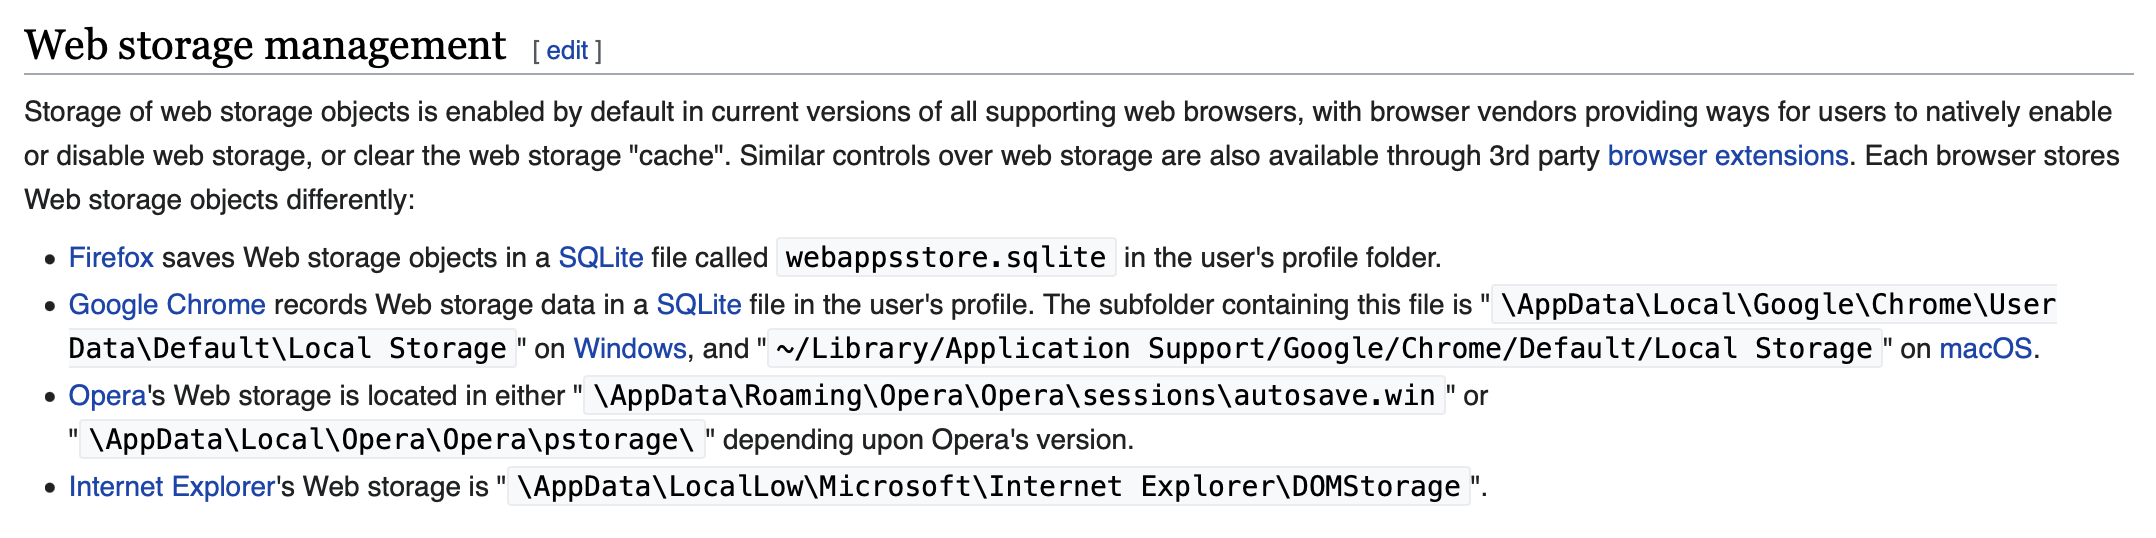 Web storage management [ edit ]
Storage of web storage objects is enabled by default in current versions of all supporting web browsers, with browser vendors providing ways for users to natively enable
or disable web storage, or clear the web storage "cache". Similar controls over web storage are also available through 3rd party browser extensions. Each browser stores
Web storage objects differently:
• Firefox saves Web storage objects in a SQLite file called webappsstore.sqlite in the user's profile folder.
• Google Chrome records Web storage data in a SQLite file in the user's profile. The subfolder containing this file is "\AppData\Local\Google\Chrome\User
Data\Default\Local Storage" on Windows, and "~/Library/Application Support/Google/Chrome/Default/Local Storage" on macOS.
• Opera's Web storage is located in either "\AppData\Roaming\Opera\Opera\sessions\autosave.win" or
"\AppData\Local\Opera\Opera\pstorage\" depending upon Opera's version.
• Internet Explorer's Web storage is "\AppData\LocalLow\Microsoft\Internet Explorer\DOMStorage".